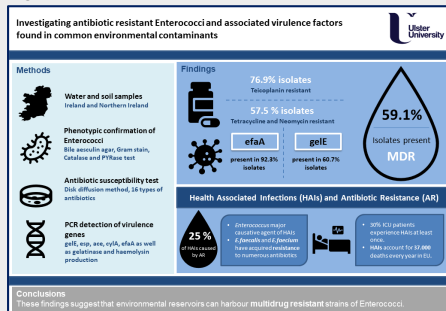 Investigating antibiotic resistant Enterococci and associated virulence factors
found in common environmental contaminants
Ulster
University
Methods
Water and soil samples
Ireland and Northern Ireland
Phenotypic confirmation of
Enterococci
Bile aesculin agar, Gram stain,
Catalase and PYRase test
Antibiotic susceptibility test
Disk diffusion method, 16 types of
antibiotics
PCR detection of virulence
genes
gelE, esp, ace, cylA, efaA as well
as gelatinase and haemolysin
production
Findings
76.9% isolates
Teicoplanin resistant
57.5 % isolates
Tetracycline and Neomycin resistant
efaA
present in 92.3%
isolates
gelE
present in 60.7%
isolates
59.1%
Isolates present
MDR
Health Associated Infections (HAIs) and Antibiotic Resistance (AR)
25 %
of HAIs caused
by AR
• Enterococcus major
causative agent of HAIs
• E.faecalis and E.faecium
have acquired resistance
to numerous antibiotics
• 30% ICU patients
experience HAIs at least
once.
• HAIs account for 37.000
deaths every year in EU.
Conclusions
These findings suggest that environmental reservoirs can harbour multidrug resistant strains of Enterococci.